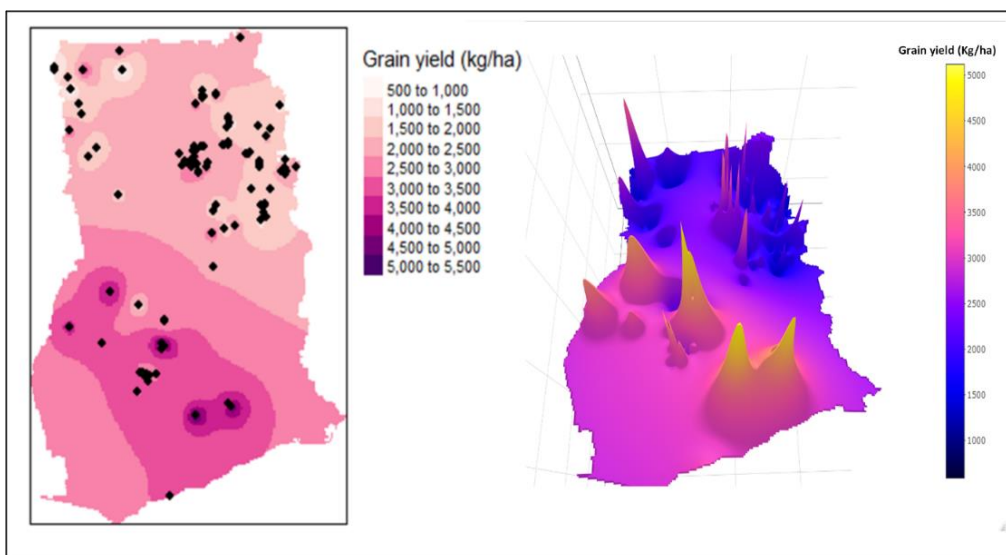 Grain yield (kg/ha)
500 to 1,000
1,000 to 1,500
1,500 to 2,000
2,000 to 2,500
2,500 to 3,000
3,000 to 3,500
3,500 to 4,000
4,000 to 4,500
4,500 to 5,000
5,000 to 5,500
Grain yield (Kg/ha)
5000
4500
4000
3500
3000
2500
2000
1500
1000